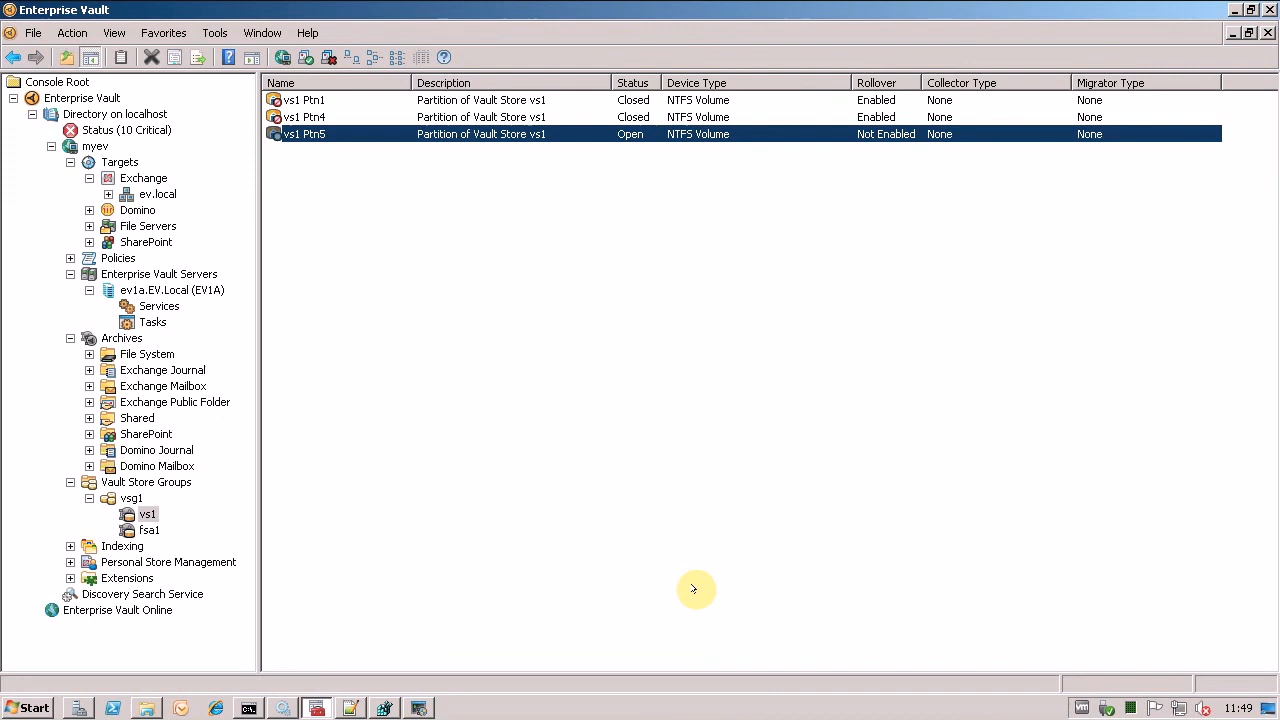 Enterprise Vault
File Action View Favorites Tools Window Help
Console Root
Enterprise Vault
Directory on localhost
Status (10 Critical)
myev
Targets
Exchange
ev.local
Domino
File Servers
SharePoint
Policies
Enterprise Vault Servers
ev1a.EV.Local (EV1A)
Services
Tasks
Archives
File System
Exchange Journal
Exchange Mailbox
Exchange Public Folder
Shared
SharePoint
Domino Journal
Domino Mailbox
Vault Store Groups
vsg1
vs1
fsa1
Indexing
Personal Store Management
Extensions
Discovery Search Service
Enterprise Vault Online
Name Description Status Device Type Rollover Collector Type Migrator Type
vs1 Ptn1 Partition of Vault Store vs1 Closed NTFS Volume Enabled None None
vs1 Ptn4 Partition of Vault Store vs1 Closed NTFS Volume Enabled None None
vs1 Ptn5 Partition of Vault Store vs1 Open NTFS Volume Not Enabled None None
Start 11:49